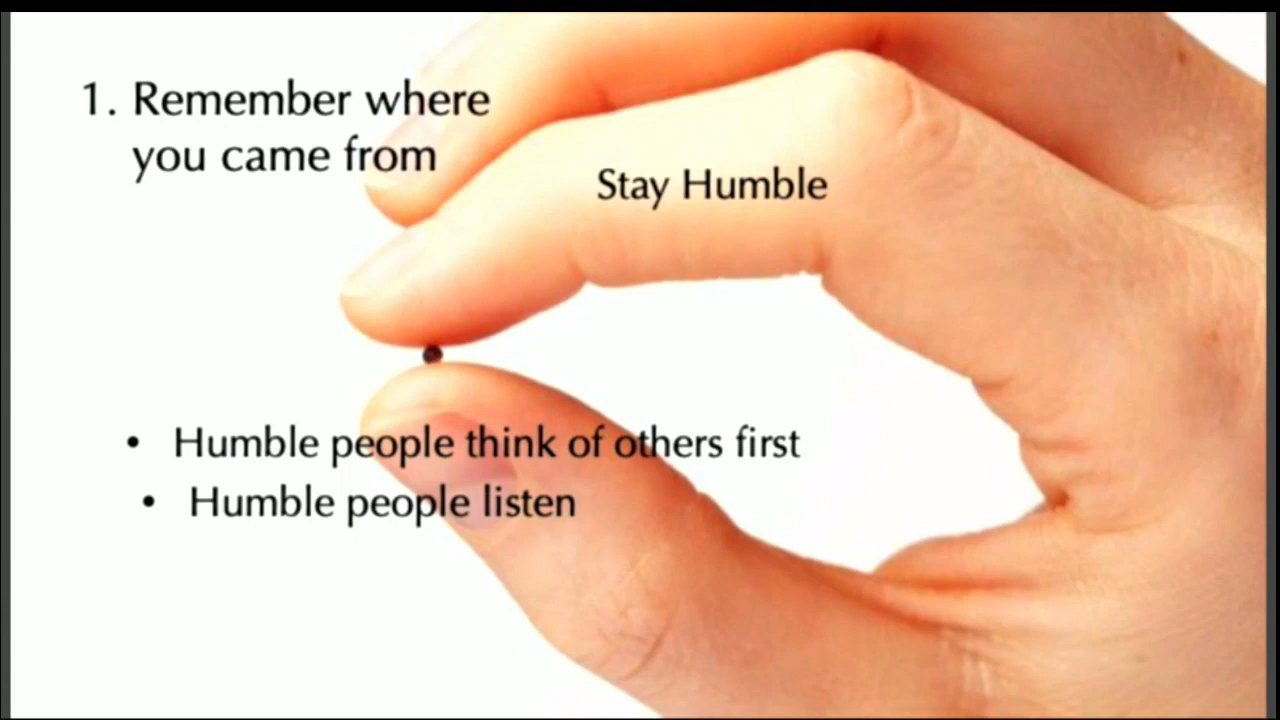 1. Remember where
you came from
Stay Humble
• Humble people think of others first
• Humble people listen